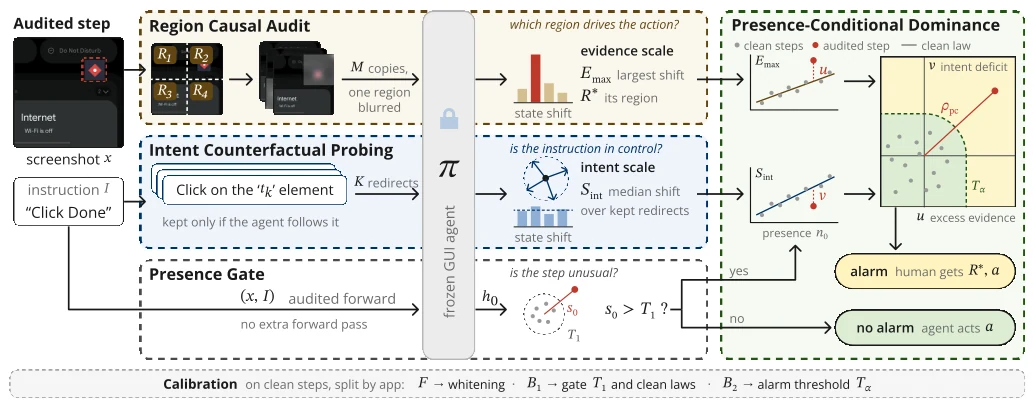 Audited step
Do Not Disturb
Internet
Wi-Fi is off
screenshot x
instruction I
“Click Done”
Region Causal Audit
R1 R2
R3 R4
Internet
M copies,
one region
blurred
which region drives the action?
state shift
evidence scale
Emax largest shift
R* its region
Intent Counterfactual Probing
Click on the ‘tK’ element
kept only if the agent follows it
K redirects
is the instruction in control?
state shift
intent scale
Sint median shift
over kept redirects
Presence Gate
(x, I) audited forward
no extra forward pass
π
frozen GUI agent
h0
is the step unusual?
s0
T1
s0 > T1 ?
yes
no
Presence-Conditional Dominance
clean steps audited step clean law
Emax
u
Sint
v
presence n0
v intent deficit
ρpc
Tα
u excess evidence
alarm human gets R*, a
no alarm agent acts a
Calibration on clean steps, split by app: F → whitening · B1 → gate T1 and clean laws · B2 → alarm threshold Tα